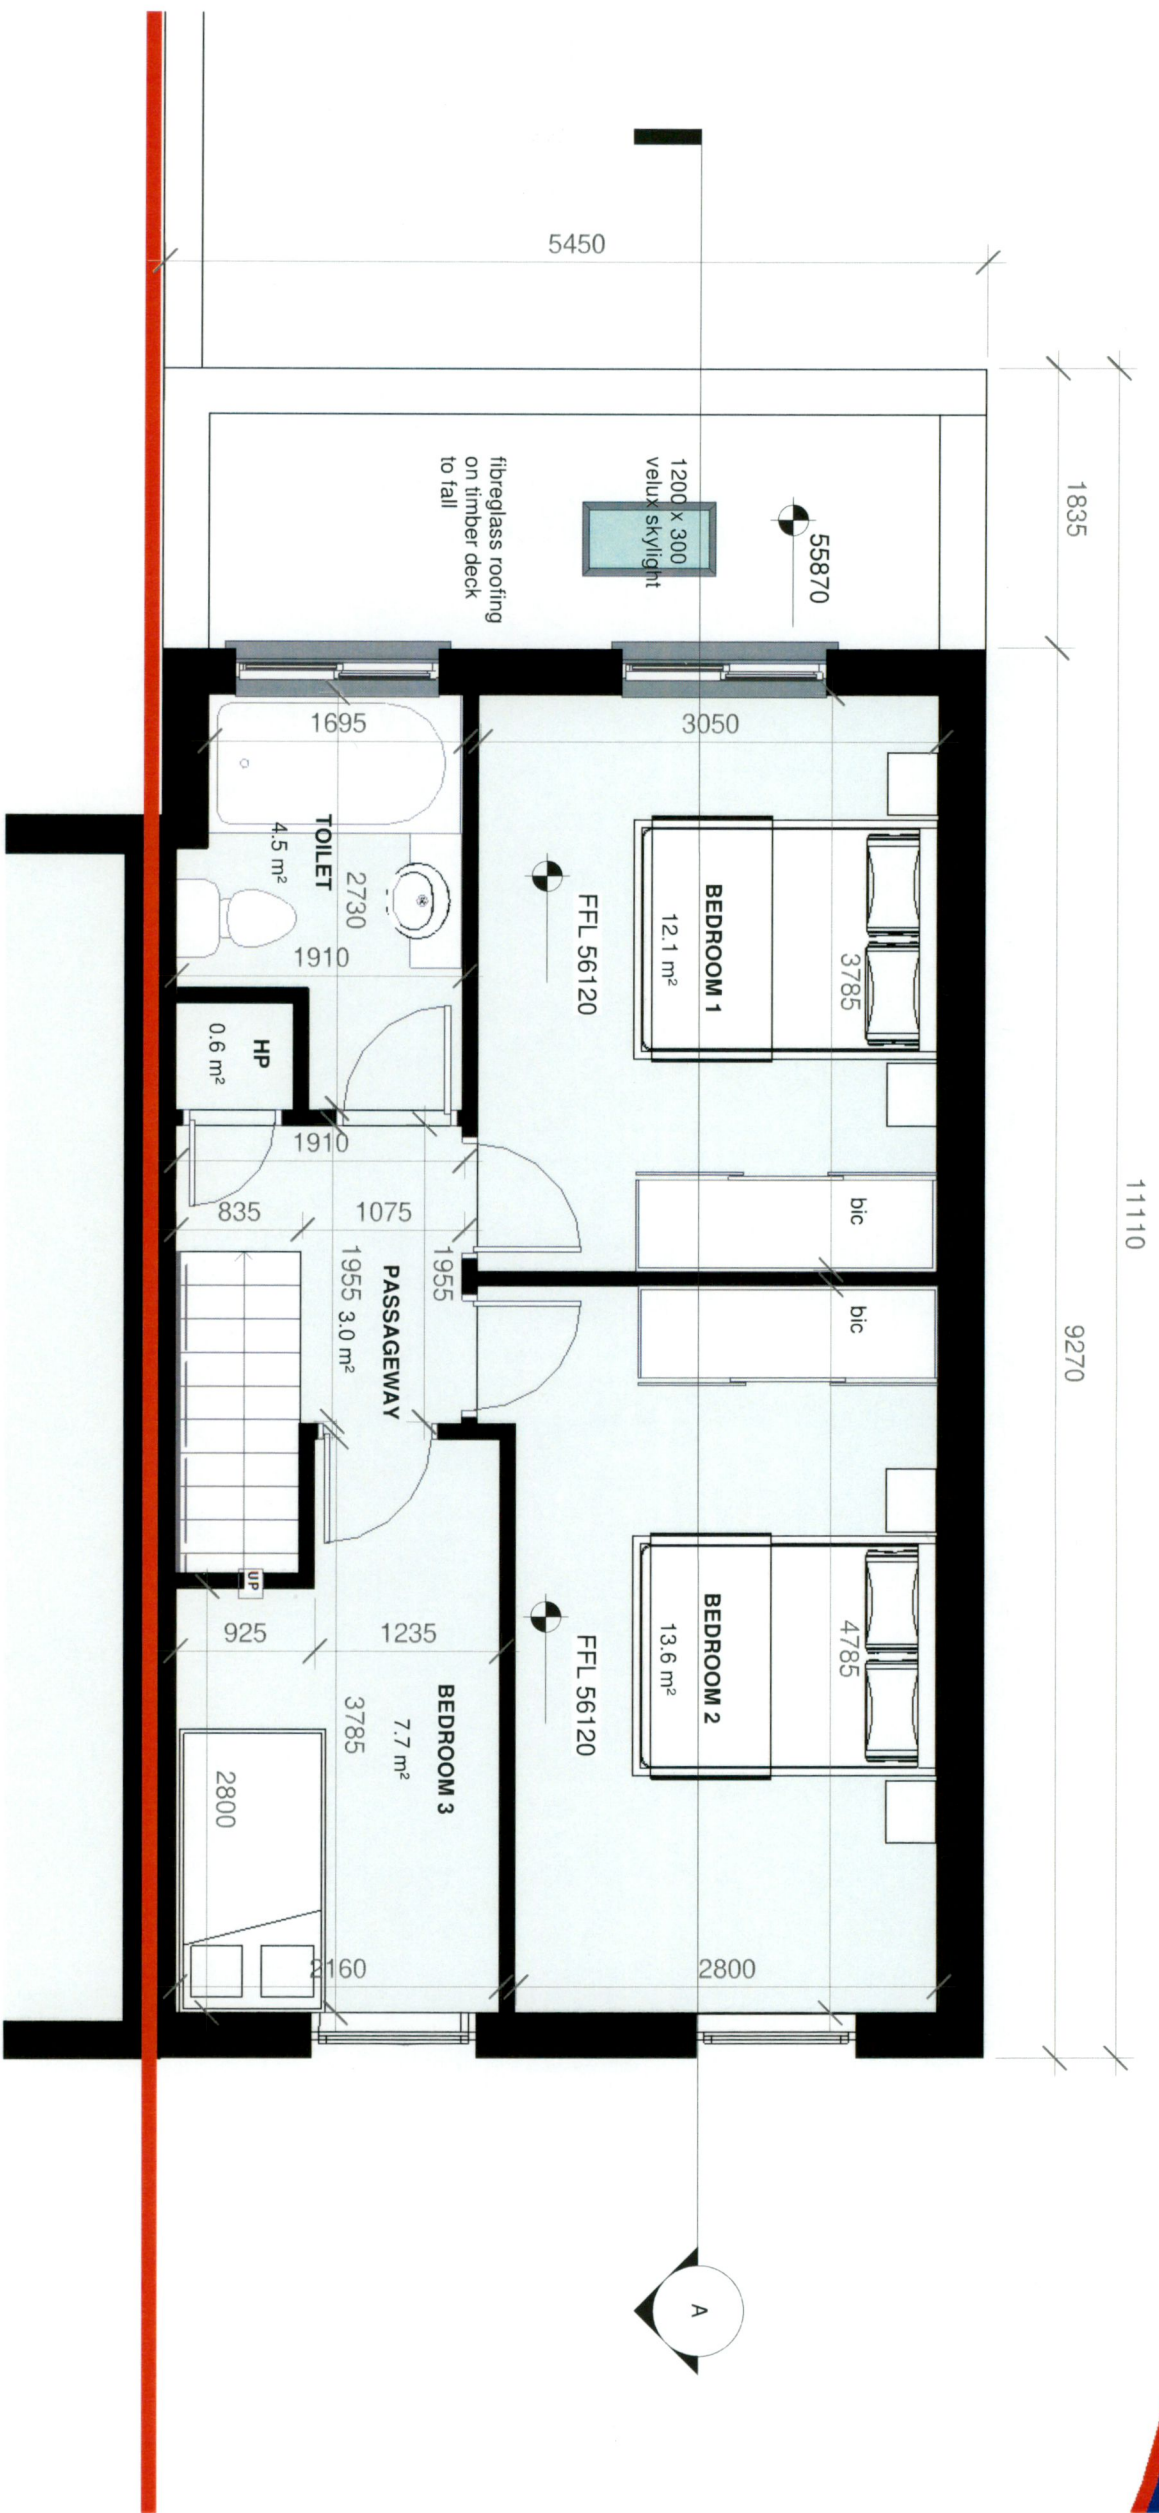 5450
1835
11110
9270
55870
1200 x 300
velux skylight
fibreglass roofing
on timber deck
to fall
1695
3050
TOILET
4.5 m²
2730
1910
FFL 56120
BEDROOM 1
12.1 m²
3785
HP
0.6 m²
1910
835
1075
1955
1955
PASSAGEWAY
3.0 m²
bic
bic
UP
925
1235
BEDROOM 3
7.7 m²
3785
2800
2160
FFL 56120
BEDROOM 2
13.6 m²
4785
2800
A